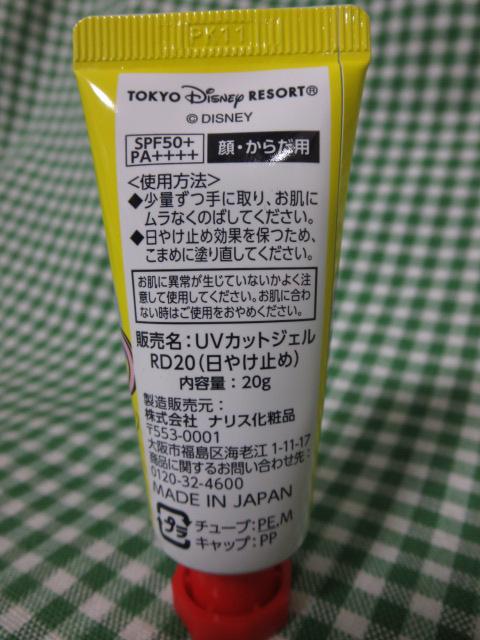 PK11
TOKYO Disney RESORT®
© DISNEY
SPF50+
PA++++
顔・からだ用
<使用方法>
◆少量ずつ手に取り、お肌に
ムラなくのばしてください。
◆日やけ止め効果を保つため、
こまめに塗り直してください。
お肌に異常が生じていないかよく注
意して使用してください。お肌に合わ
ない時はご使用をおやめください。
販売名：UVカットジェル
RD20(日やけ止め)
内容量：20g
製造販売元：
株式会社 ナリス化粧品
〒553-0001
大阪市福島区海老江 1-11-17
商品に関するお問い合わせ先：
0120-32-4600
MADE IN JAPAN
プラ
チューブ：PE,M
キャップ：PP